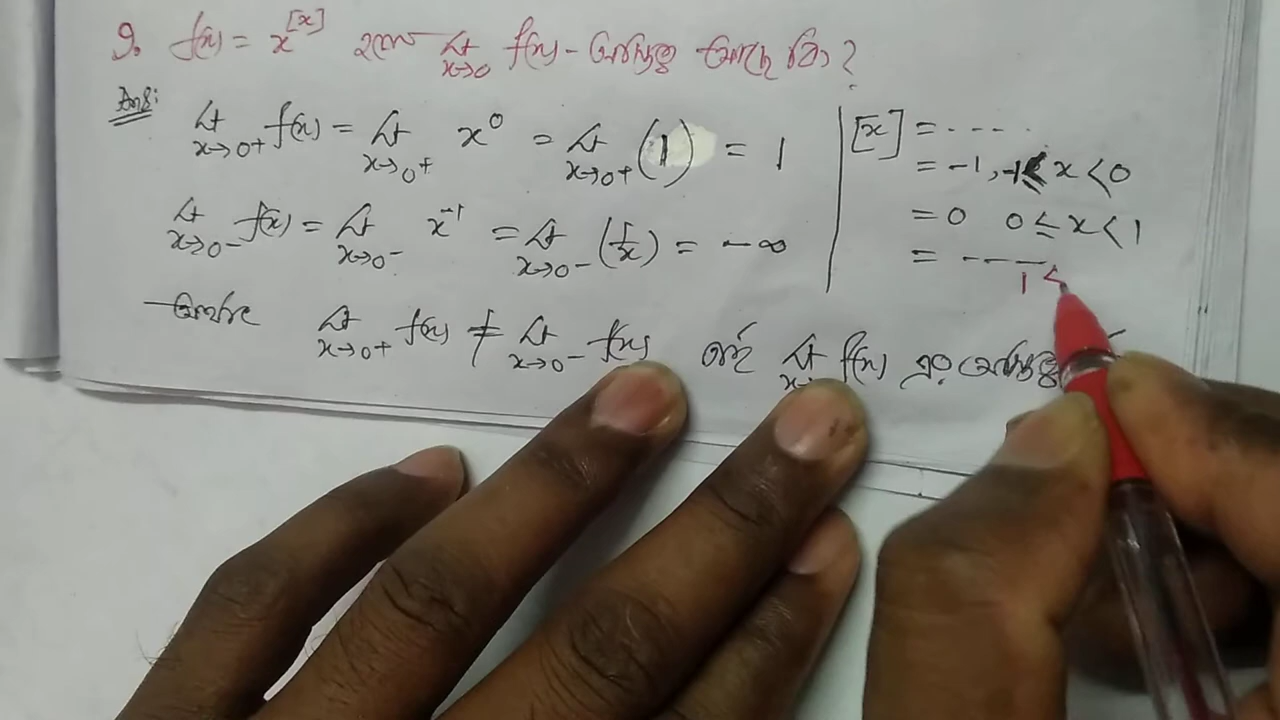 9. f(x) = x^[x] হলে Lt x→0 f(x) - এর অস্তিত্ব আছে কি?
Ans:
Lt x→0+ f(x) = Lt x→0+ x^0 = Lt x→0+ (1) = 1
Lt x→0- f(x) = Lt x→0- x^-1 = Lt x→0- (1/x) = -∞
Lt x→0+ f(x) ≠ Lt x→0- f(x) তাই Lt f(x) এর অস্তিত্ব
[x] = ....
= -1, -1≤ x < 0
= 0 0 ≤ x < 1
= -----
1 <